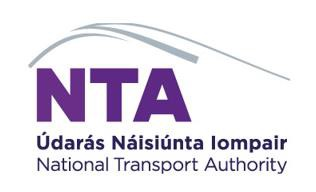 NTA
Údarás Náisiúnta Iompair
National Transport Authority